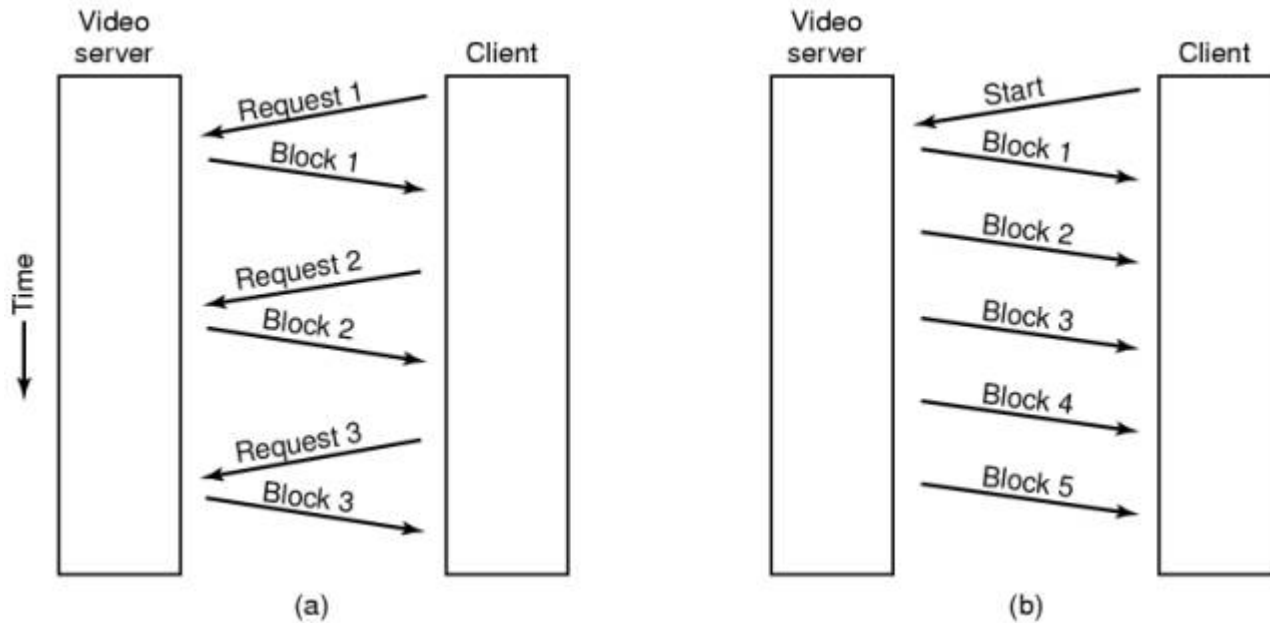 Video
server
Client
Request 1
Block 1
Request 2
Block 2
Request 3
Block 3
Time
(a)
Video
server
Client
Start
Block 1
Block 2
Block 3
Block 4
Block 5
(b)